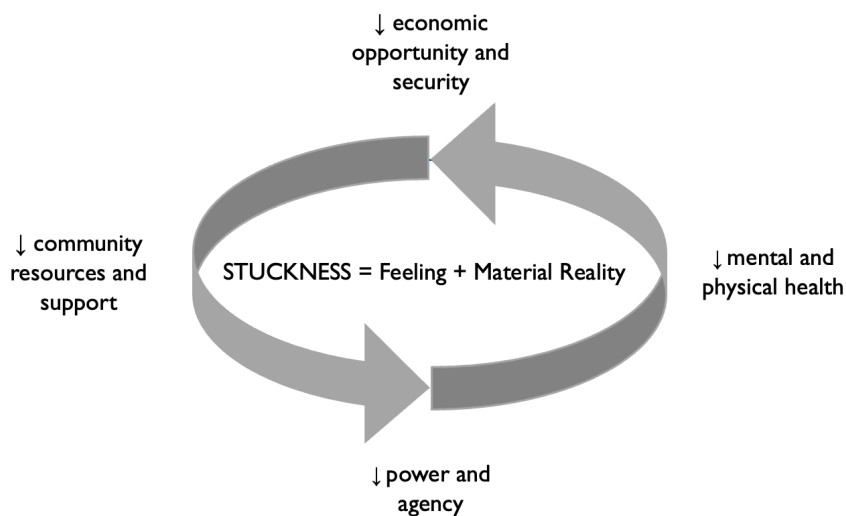 ↓ economic
opportunity and
security
↓ community
resources and
support
STUCKNESS = Feeling + Material Reality
↓ mental and
physical health
↓ power and
agency